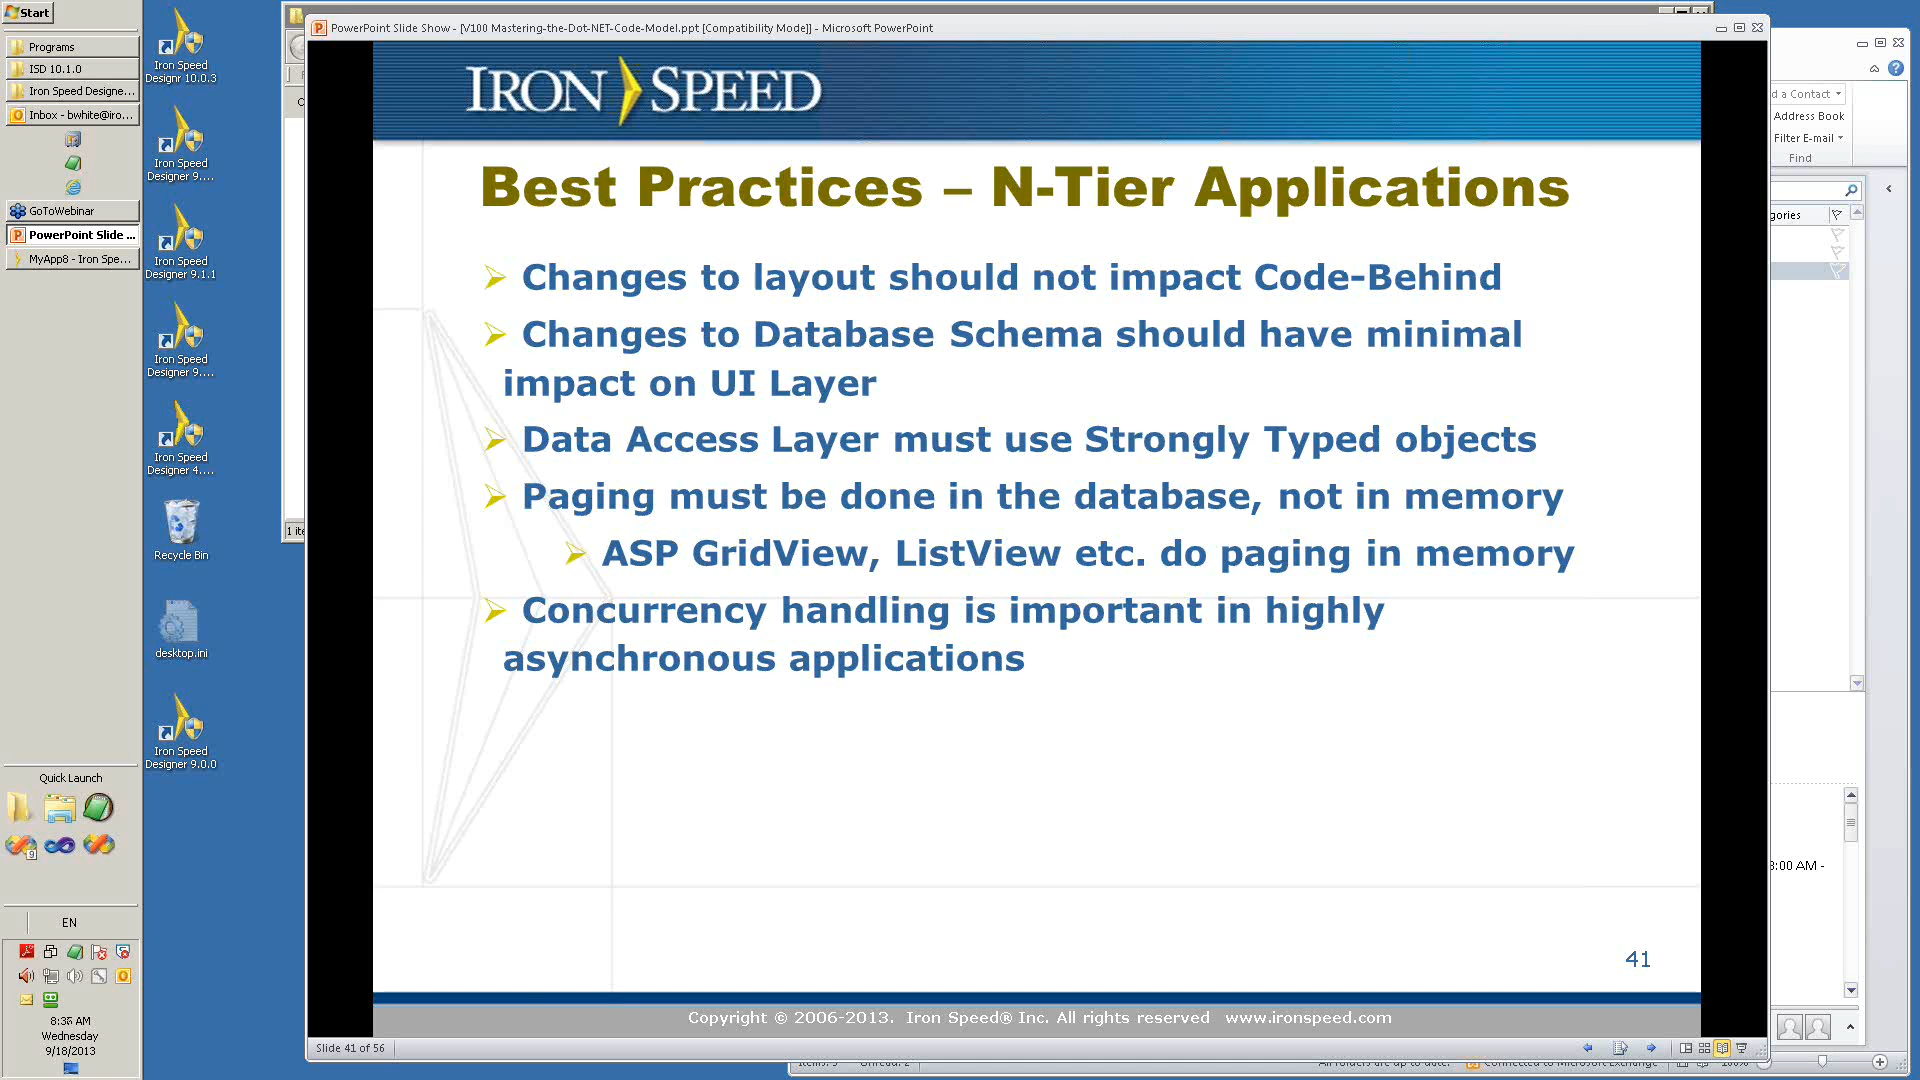 Start
Programs
ISD 10.1.0
Iron Speed Designe...
Inbox - bwhite@iro...
GoToWebinar
PowerPoint Slide ...
MyApp8 - Iron Spe...
Quick Launch
9
EN
8:35 AM
Wednesday
9/18/2013
Iron Speed
Designr 10.0.3
Iron Speed
Designer 9....
Iron Speed
Designer 9.1.1
Iron Speed
Designer 9....
Iron Speed
Designer 4....
Recycle Bin
desktop.ini
Iron Speed
Designer 9.0.0
PowerPoint Slide Show - [V100 Mastering-the-Dot-NET-Code-Model.ppt [Compatibility Mode]] - Microsoft PowerPoint
IRON SPEED
Best Practices – N-Tier Applications
Changes to layout should not impact Code-Behind
Changes to Database Schema should have minimal
impact on UI Layer
Data Access Layer must use Strongly Typed objects
Paging must be done in the database, not in memory
ASP GridView, ListView etc. do paging in memory
Concurrency handling is important in highly
asynchronous applications
41
Copyright © 2006-2013. Iron Speed® Inc. All rights reserved www.ironspeed.com
Slide 41 of 56
1 ite
d a Contact
Address Book
Filter E-mail
Find
gories
8:00 AM -